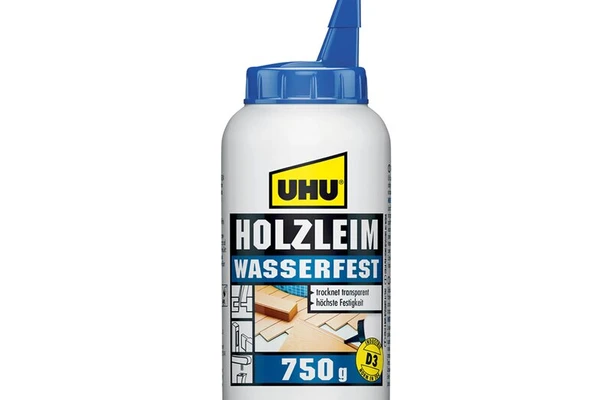 UHU®
HOLZLEIM
WASSERFEST
trocknet transparent
höchste Festigkeit
D3
750g